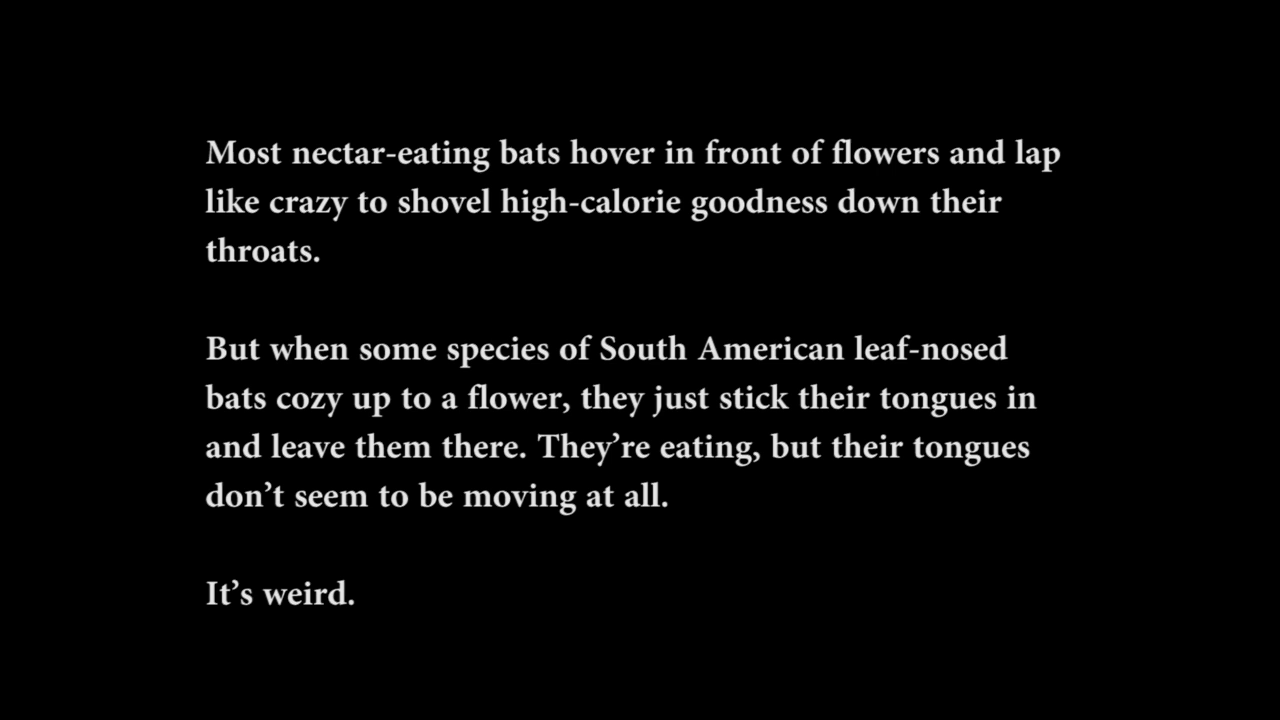 Most nectar-eating bats hover in front of flowers and lap
like crazy to shovel high-calorie goodness down their
throats.
But when some species of South American leaf-nosed
bats cozy up to a flower, they just stick their tongues in
and leave them there. They’re eating, but their tongues
don’t seem to be moving at all.
It’s weird.